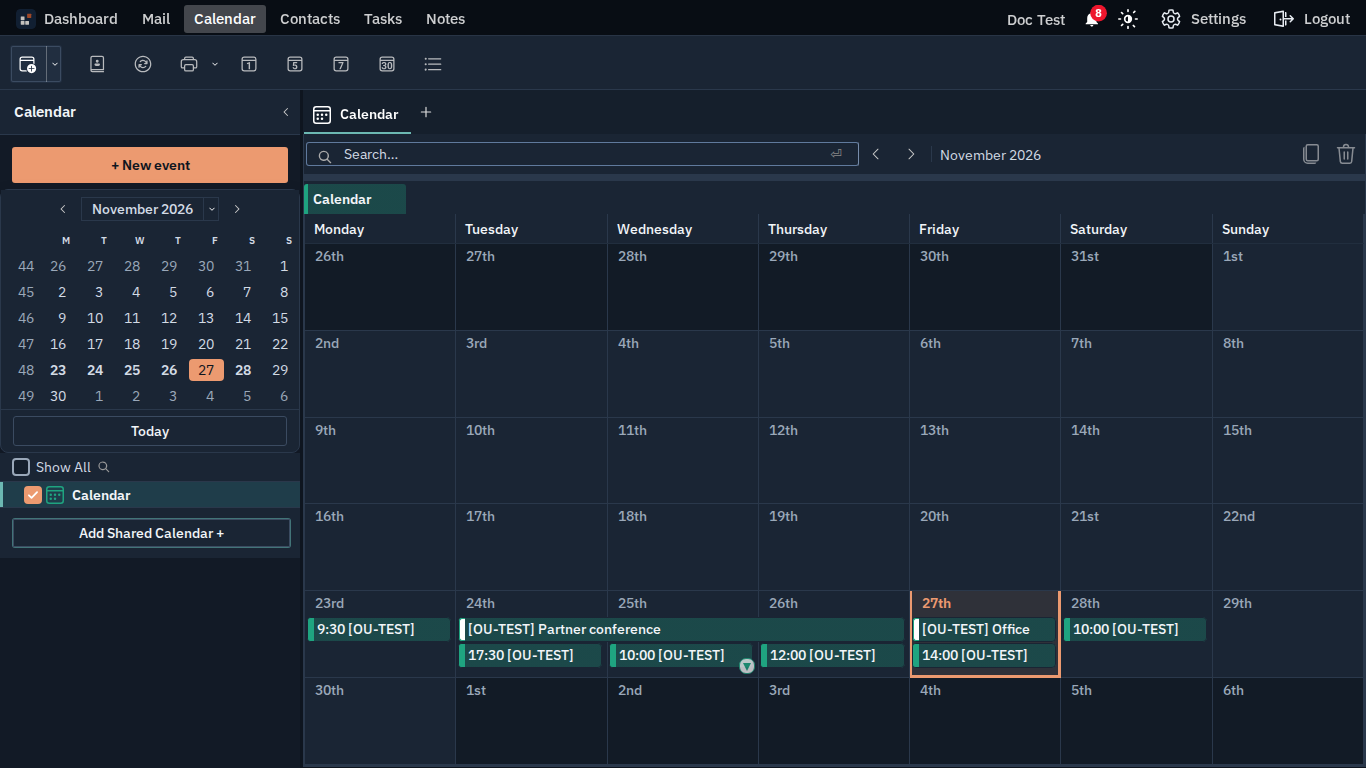 Dashboard Mail Calendar Contacts Tasks Notes Doc Test 8 Settings Logout
1 5 7 30
Calendar
Calendar +
+ New event
Search...
November 2026
November 2026
M T W T F S S
44 26 27 28 29 30 31 1
45 2 3 4 5 6 7 8
46 9 10 11 12 13 14 15
47 16 17 18 19 20 21 22
48 23 24 25 26 27 28 29
49 30 1 2 3 4 5 6
Today
Show All
Calendar
Add Shared Calendar +
Calendar
Monday Tuesday Wednesday Thursday Friday Saturday Sunday
26th 27th 28th 29th 30th 31st 1st
2nd 3rd 4th 5th 6th 7th 8th
9th 10th 11th 12th 13th 14th 15th
16th 17th 18th 19th 20th 21st 22nd
23rd 24th 25th 26th 27th 28th 29th
9:30 [OU-TEST] [OU-TEST] Partner conference [OU-TEST] Office 10:00 [OU-TEST]
17:30 [OU-TEST] 10:00 [OU-TEST] 12:00 [OU-TEST] 14:00 [OU-TEST]
30th 1st 2nd 3rd 4th 5th 6th